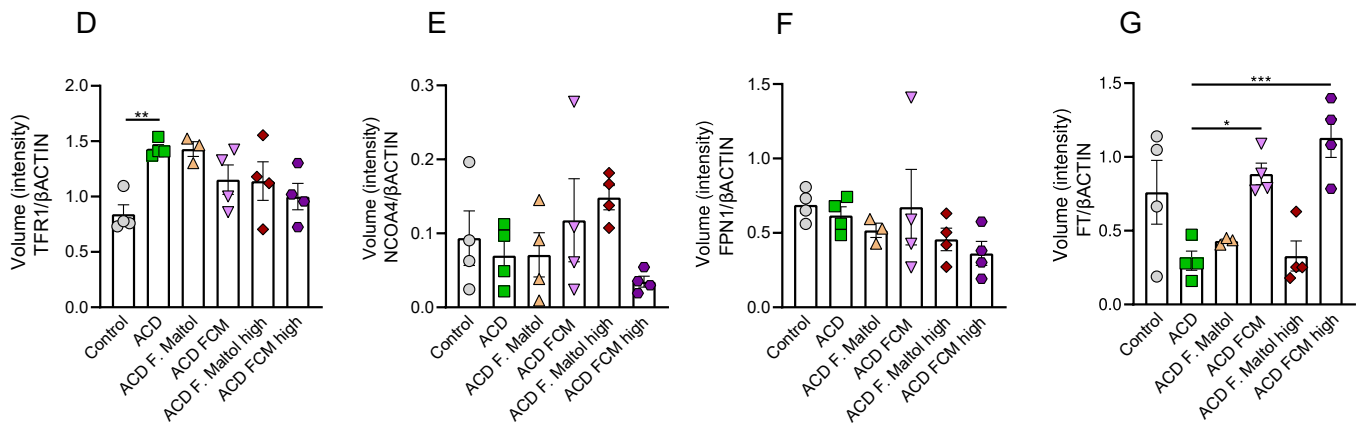 D
Volume (intensity)
TFR1/βACTIN
2.0
1.5
1.0
0.5
0.0
**
Control
ACD
ACD F. Maltol
ACD FCM
ACD F. Maltol high
ACD FCM high
E
Volume (intensity)
NCOA4/βACTIN
0.3
0.2
0.1
0.0
Control
ACD
ACD F. Maltol
ACD FCM
ACD F. Maltol high
ACD FCM high
F
Volume (intensity)
FPN1/βACTIN
1.5
1.0
0.5
0.0
Control
ACD
ACD F. Maltol
ACD FCM
ACD F. Maltol high
ACD FCM high
G
Volume (intensity)
FT/βACTIN
1.5
1.0
0.5
0.0
***
*
Control
ACD
ACD F. Maltol
ACD FCM
ACD F. Maltol high
ACD FCM high